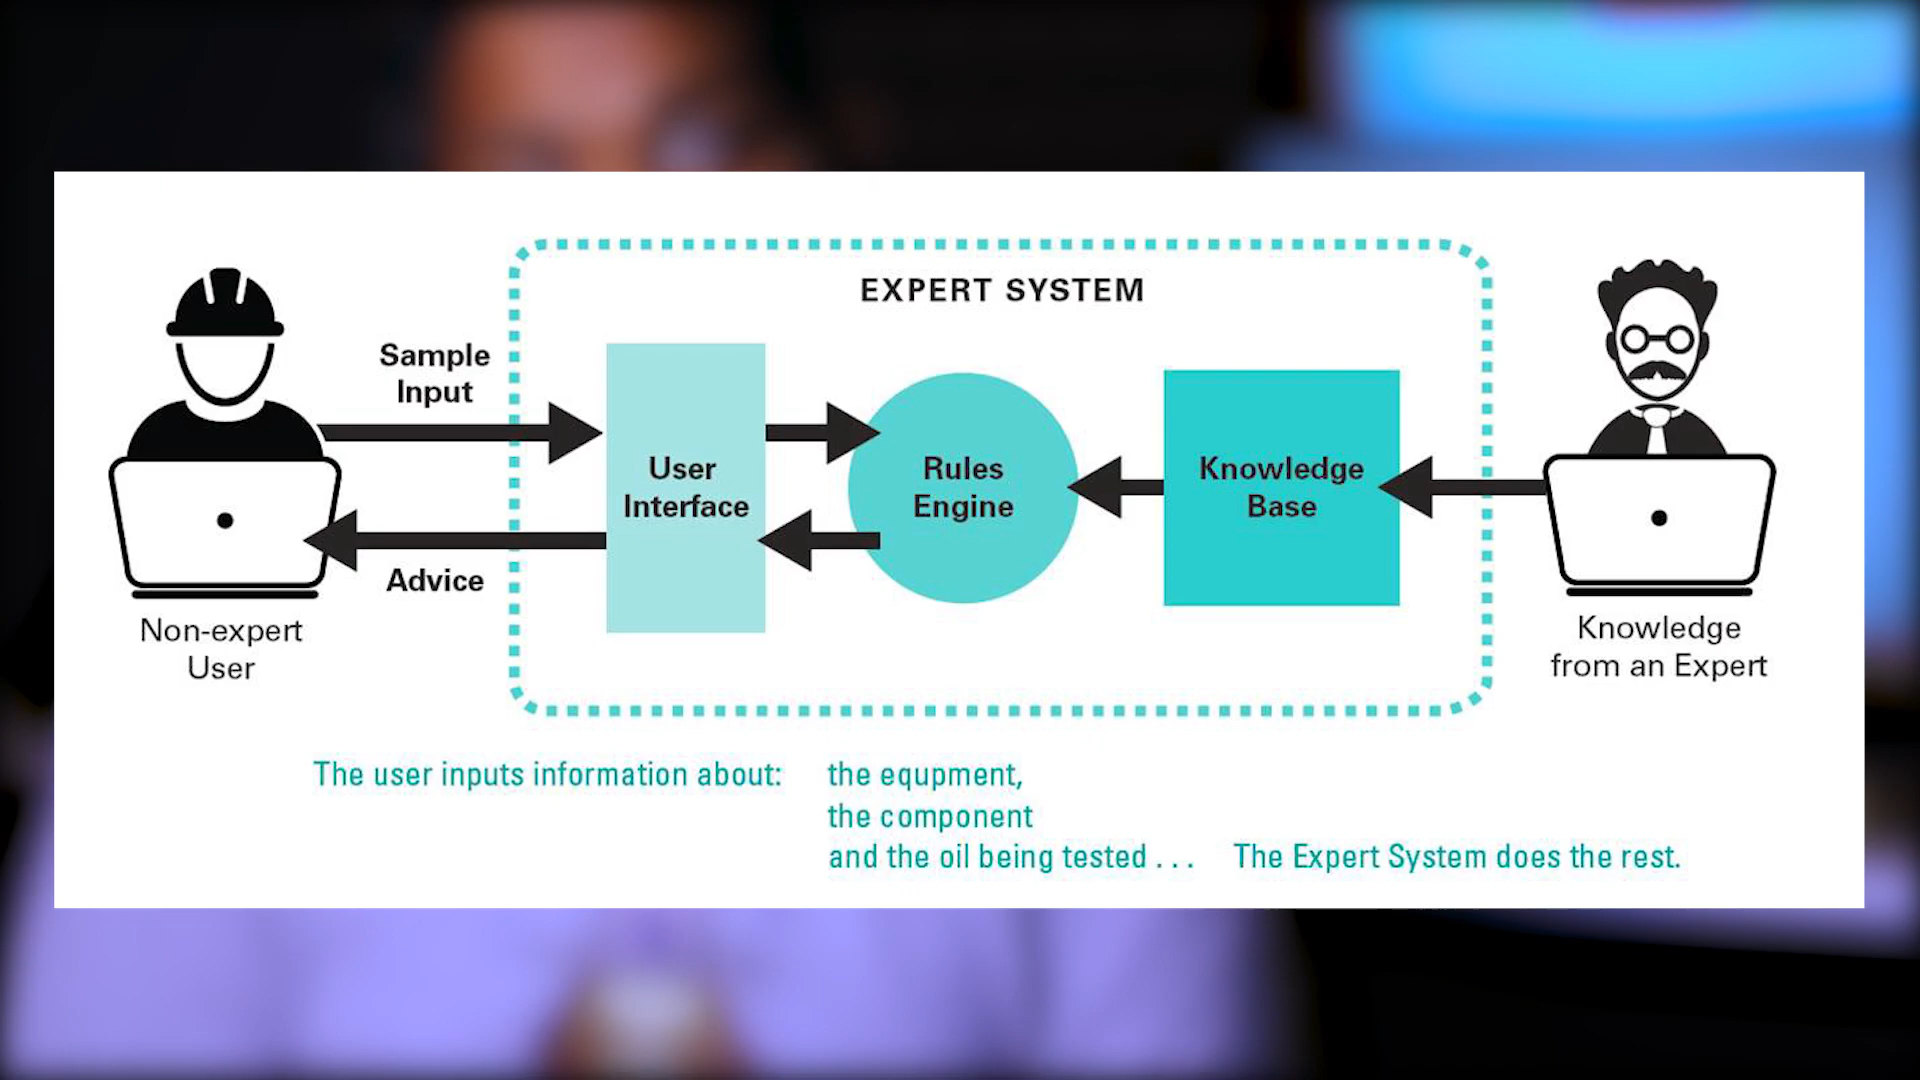 EXPERT SYSTEM
Sample
Input
User
Interface
Rules
Engine
Knowledge
Base
Advice
Non-expert
User
Knowledge
from an Expert
The user inputs information about: the equpment,
the component
and the oil being tested . . . The Expert System does the rest.